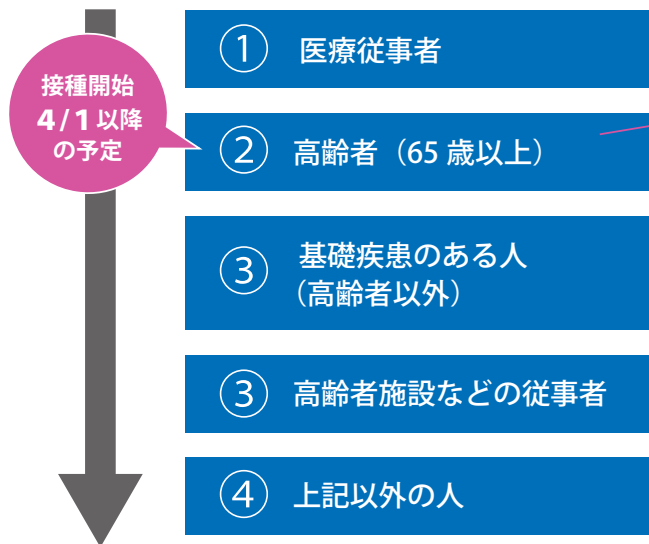 ① 医療従事者
接種開始
4/1以降
の予定
② 高齢者（65歳以上）
③ 基礎疾患のある人
（高齢者以外）
③ 高齢者施設などの従事者
④ 上記以外の人